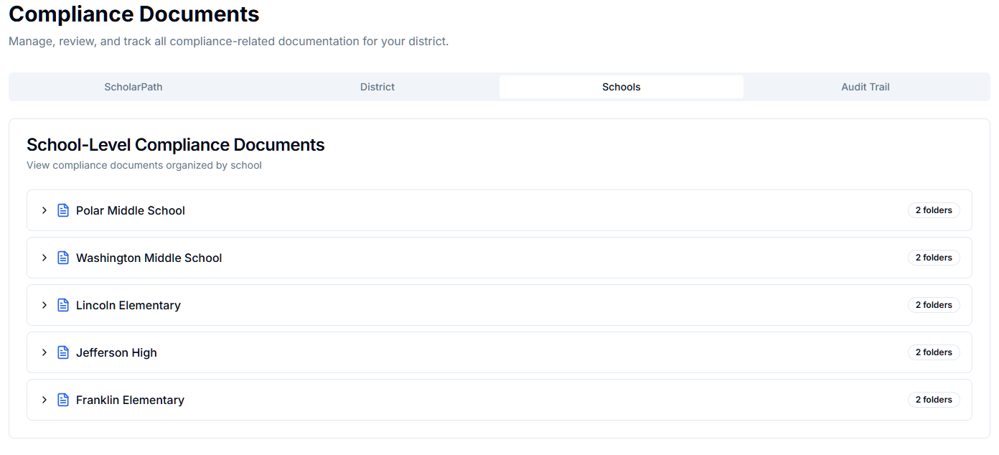 Compliance Documents
Manage, review, and track all compliance-related documentation for your district.
ScholarPath District Schools Audit Trail
School-Level Compliance Documents
View compliance documents organized by school
Polar Middle School 2 folders
Washington Middle School 2 folders
Lincoln Elementary 2 folders
Jefferson High 2 folders
Franklin Elementary 2 folders